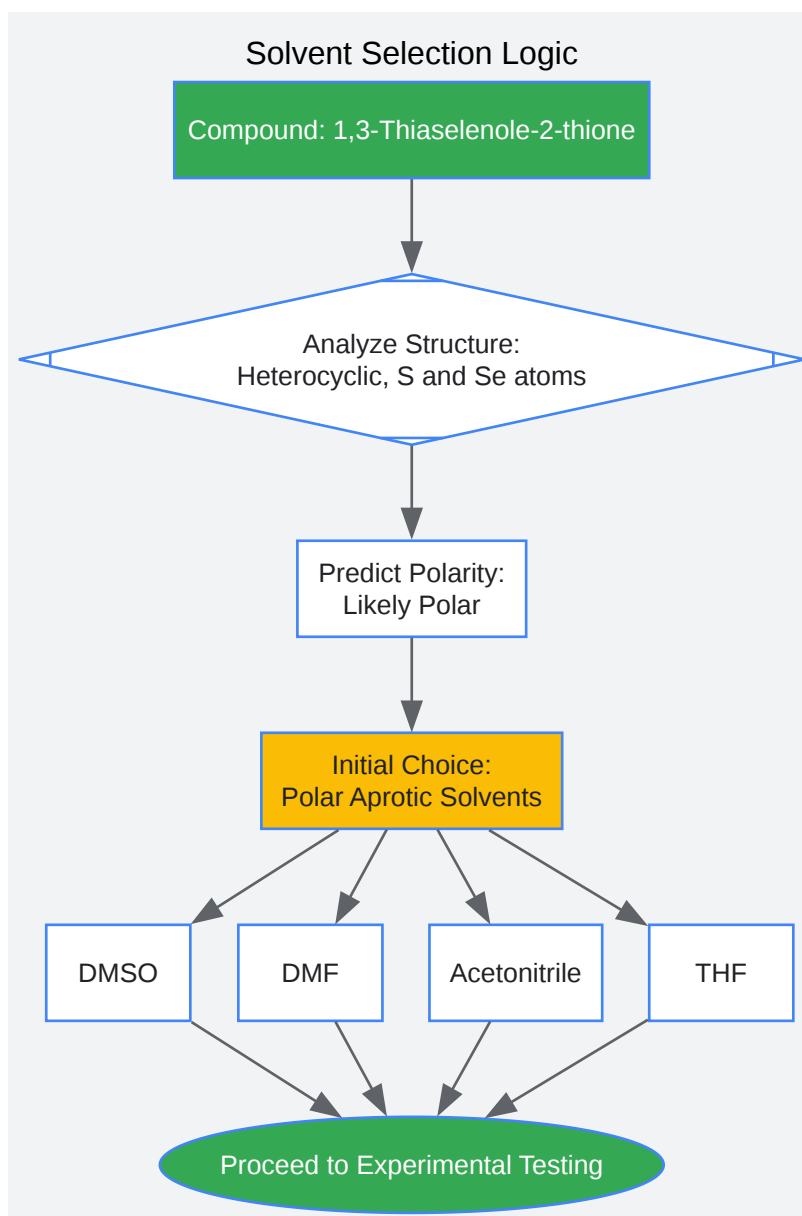 Solvent Selection Logic
Compound: 1,3-Thiaselenole-2-thione
Analyze Structure:
Heterocyclic, S and Se atoms
Predict Polarity:
Likely Polar
Initial Choice:
Polar Aprotic Solvents
DMSO
DMF
Acetonitrile
THF
Proceed to Experimental Testing